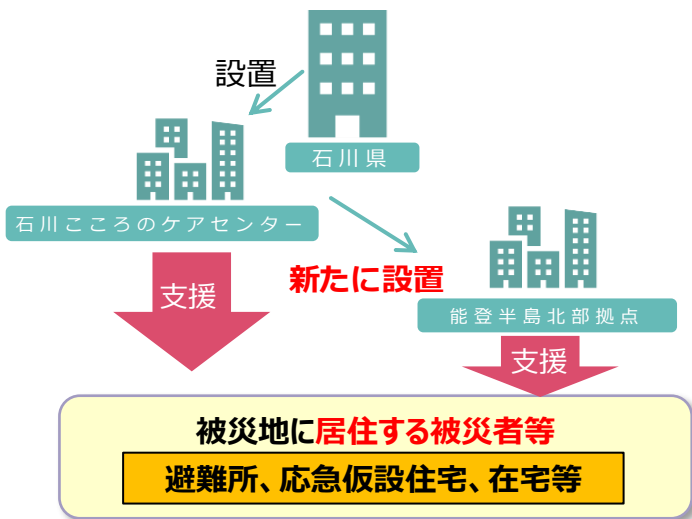 設置
石川県
石川こころのケアセンター
新たに設置
支援
能登半島北部拠点
支援
被災地に居住する被災者等
避難所、応急仮設住宅、在宅等